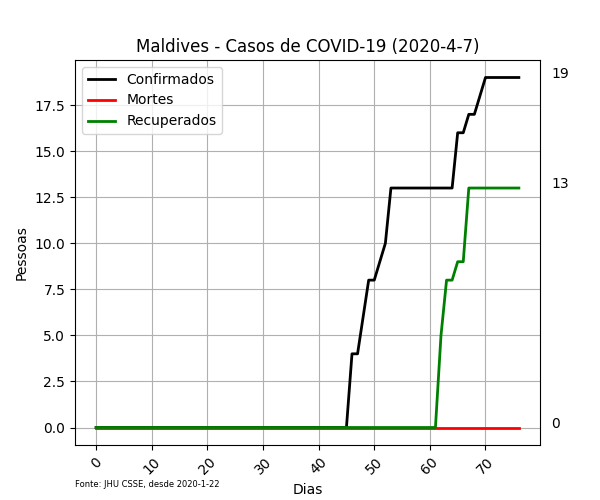 Maldives - Casos de COVID-19 (2020-4-7)
Confirmados
Mortes
Recuperados
19
13
0
Pessoas
17.5
15.0
12.5
10.0
7.5
5.0
2.5
0.0
0 10 20 30 40 50 60 70
Dias
Fonte: JHU CSSE, desde 2020-1-22